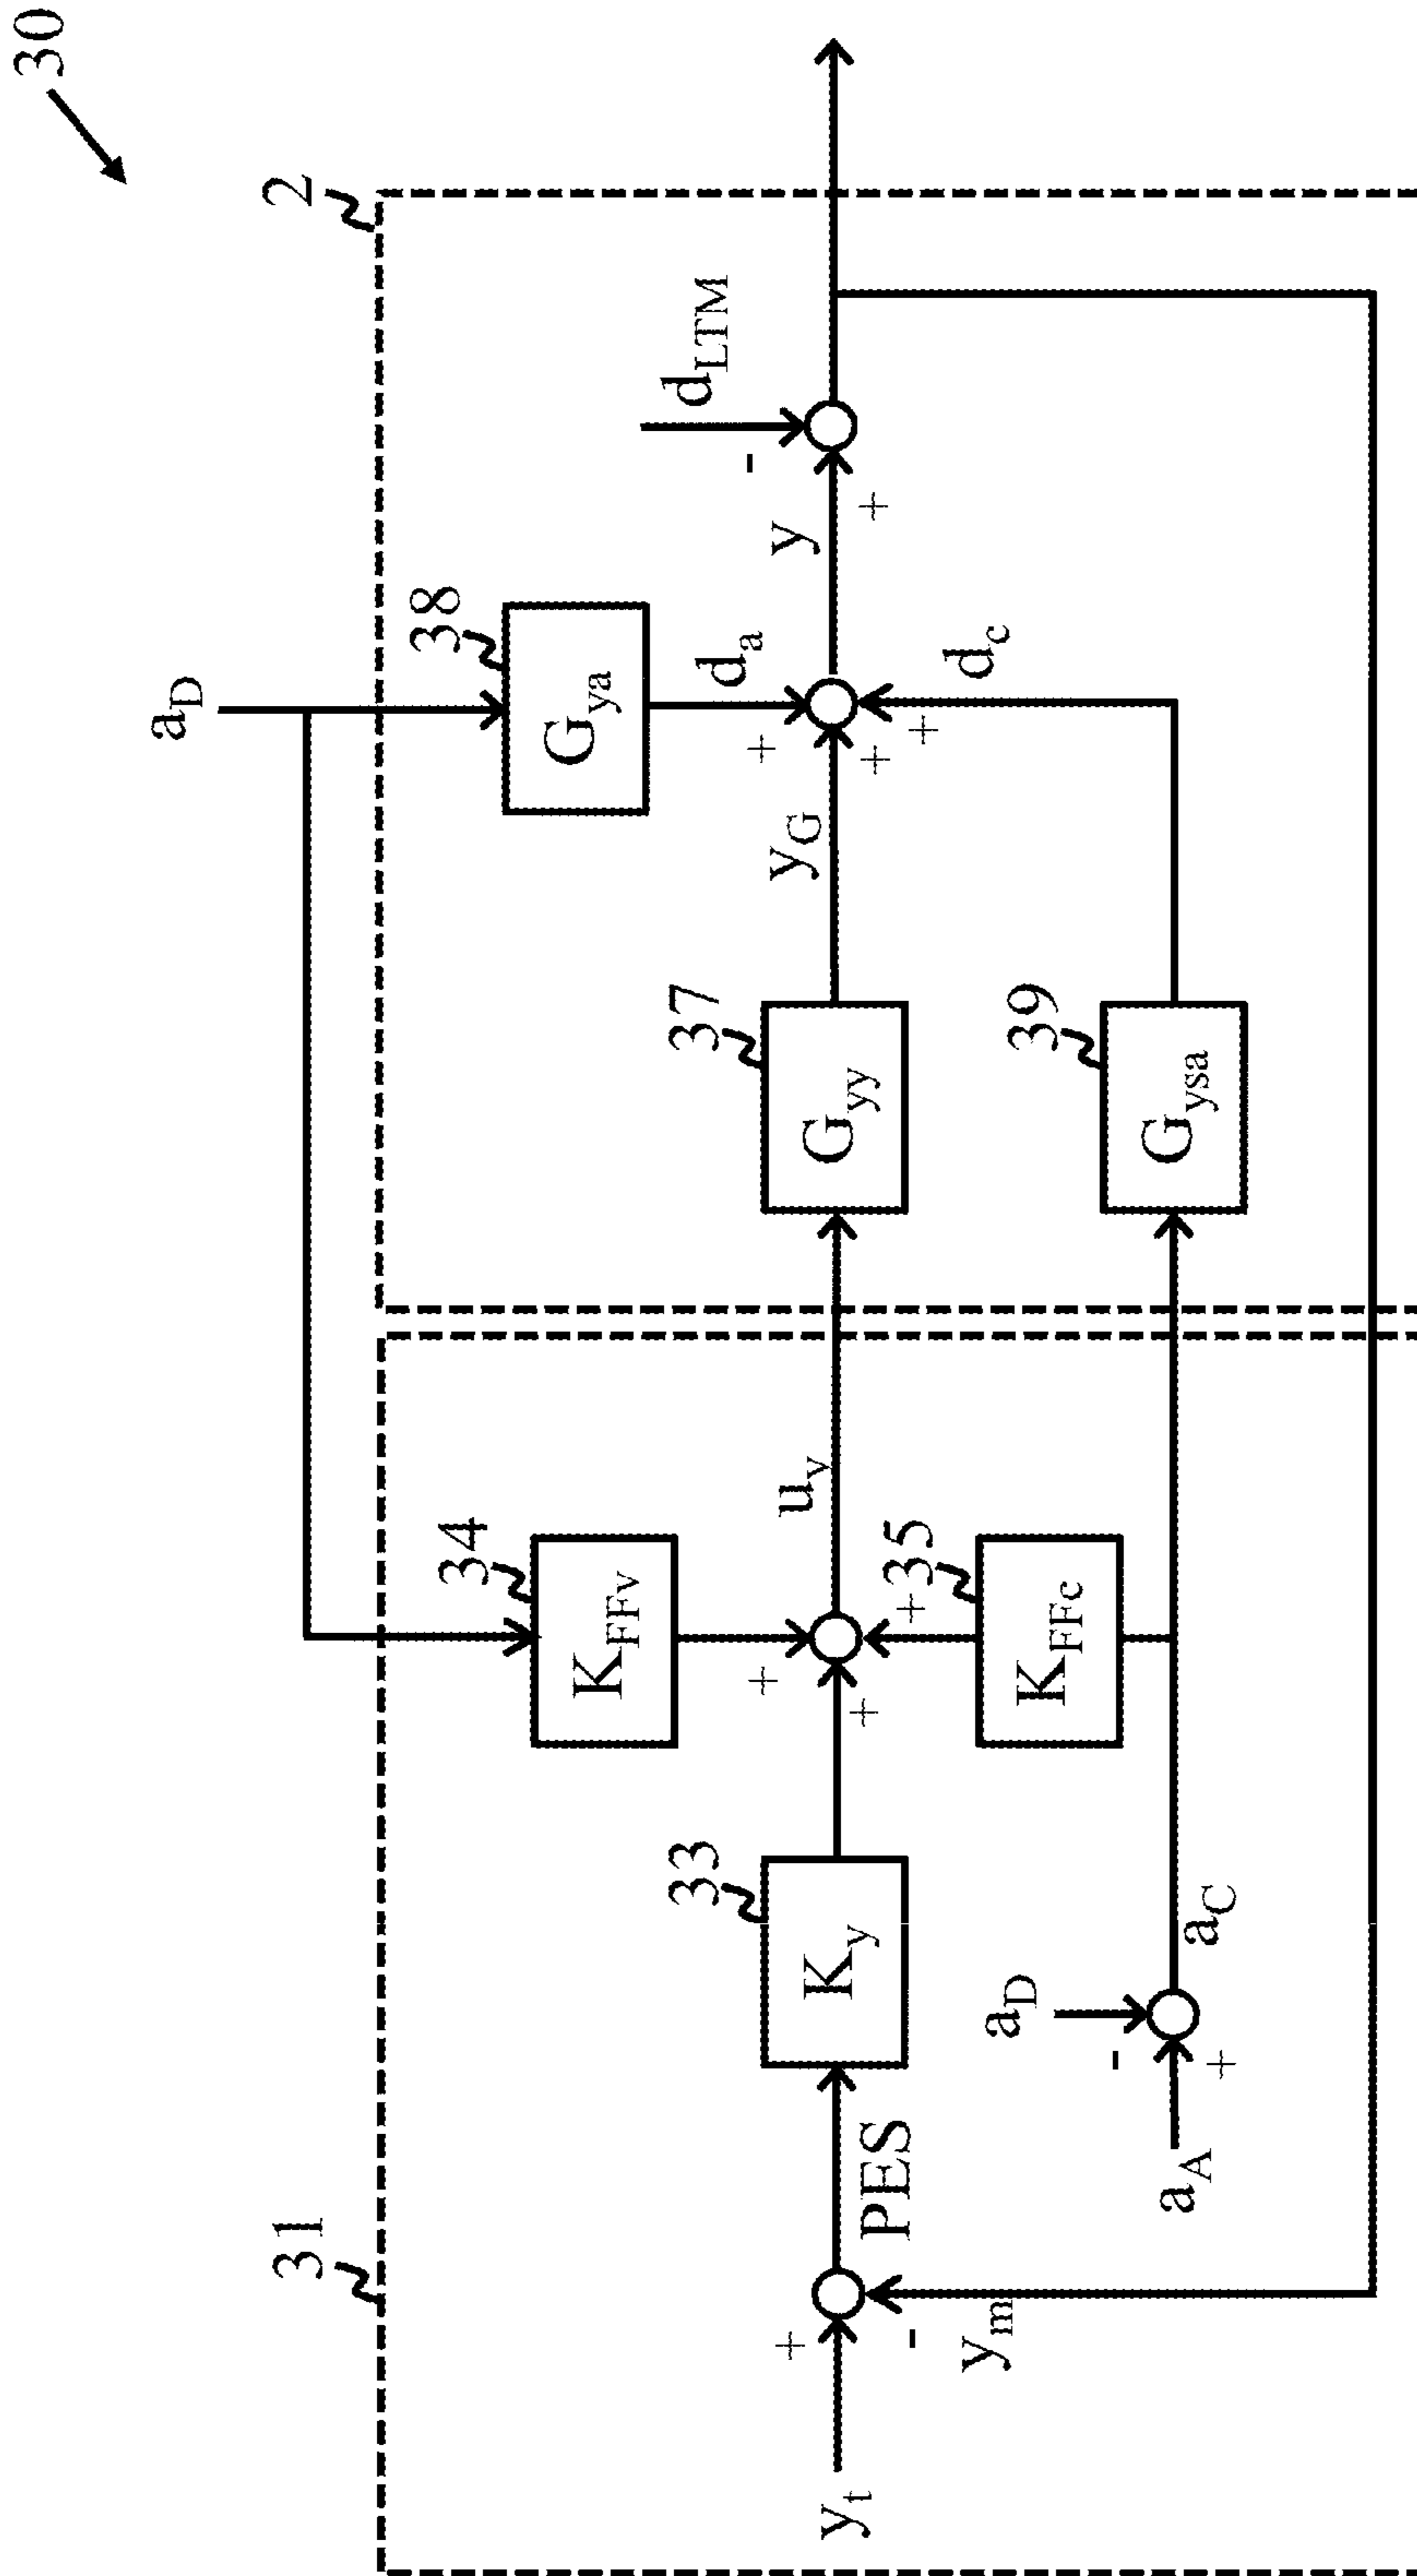 30
2
31
a_D
34
K_FFv
38
G_ya
d_a
d_LTM
-
+
+
y_t
+
-
y_m
PES
33
K_y
+
u_v
37
G_yy
y_G
+
y
+
+
35
K_FFc
+
d_c
a_D
-
a_A
+
a_C
39
G_ysa